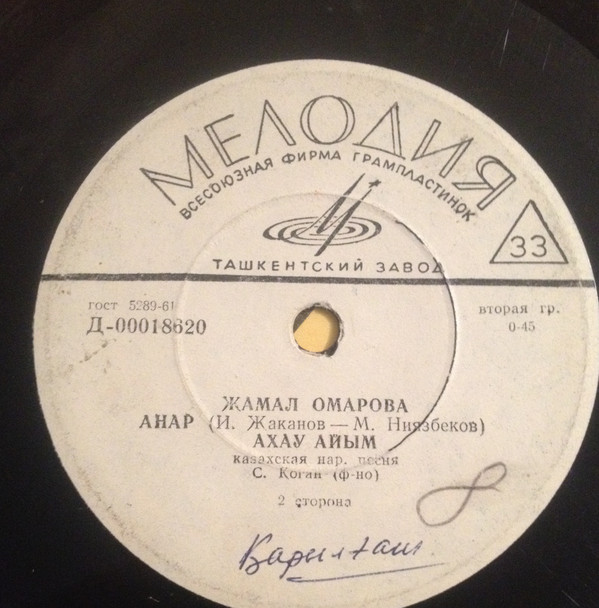 МЕЛОДИЯ
ВСЕСОЮЗНАЯ ФИРМА ГРАМПЛАСТИНОК
33
ТАШКЕНТСКИЙ ЗАВОД
гост 5289-61
Д-00018620
вторая гр.
0-45
ЖАМАЛ ОМАРОВА
АНАР (И. Жаканов — М. Ниязбеков)
АХАУ АЙЫМ
казахская нар. песня
С. Коган (ф-но)
2 сторона
8